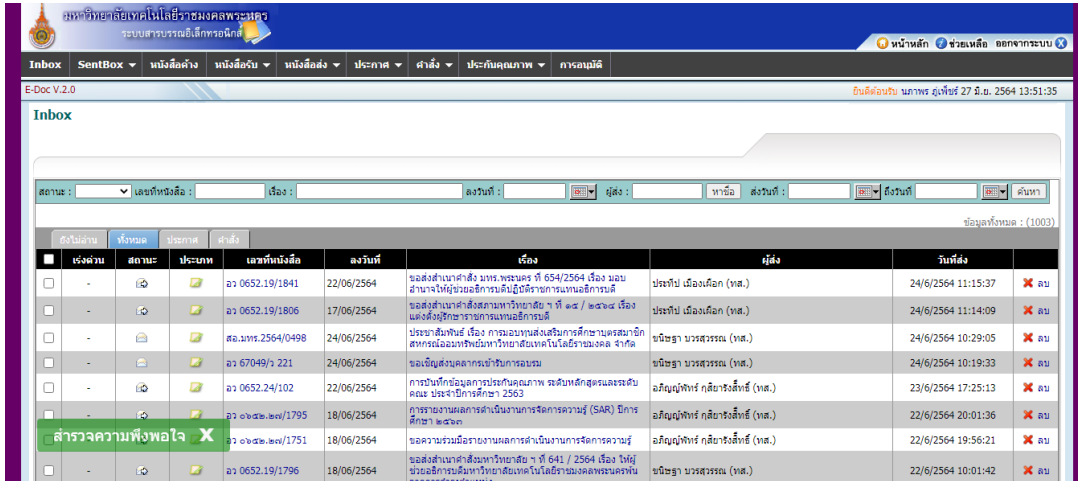 มหาวิทยาลัยเทคโนโลยีราชมงคลพระนคร
ระบบสารบรรณอิเล็กทรอนิกส์
หน้าหลัก ช่วยเหลือ ออกจากระบบ
Inbox SentBox หนังสือค้าง หนังสือรับ หนังสือส่ง ประกาศ คำสั่ง ประกันคุณภาพ การอนุมัติ
E-Doc V.2.0 ยินดีต้อนรับ นภาพร ภู่เพ็ชร์ 27 มิ.ย. 2564 13:51:35
Inbox
สถานะ : เลขที่หนังสือ : เรื่อง : ลงวันที่ : ผู้ส่ง : หาชื่อ ส่งวันที่ : ถึงวันที่ ค้นหา
ข้อมูลทั้งหมด : (1003)
ยังไม่อ่าน ทั้งหมด ประกาศ คำสั่ง
เร่งด่วน สถานะ ประเภท เลขที่หนังสือ ลงวันที่ เรื่อง ผู้ส่ง วันที่ส่ง
- อว 0652.19/1841 22/06/2564 ขอส่งสำเนาคำสั่ง มทร.พระนคร ที่ 654/2564 เรื่อง มอบ ประทีป เมืองเผือก (ทส.) 24/6/2564 11:15:37 ลบ
อำนาจให้ผู้ช่วยอธิการบดีปฏิบัติราชการแทนอธิการบดี
- อว 0652.19/1806 17/06/2564 ขอส่งสำเนาคำสั่งสภามหาวิทยาลัย ฯ ที่ ๑๕ / ๒๕๖๔ เรื่อง ประทีป เมืองเผือก (ทส.) 24/6/2564 11:14:09 ลบ
แต่งตั้งผู้รักษาราชการแทนอธิการบดี
- สอ.มทร.2564/0498 24/06/2564 ประชาสัมพันธ์ เรื่อง การมอบทุนส่งเสริมการศึกษาบุตรสมาชิก ขนิษฐา บวรสุวรรณ (ทส.) 24/6/2564 10:29:05 ลบ
สหกรณ์ออมทรัพย์มหาวิทยาลัยเทคโนโลยีราชมงคล จำกัด
- อว 67049/ว 221 24/06/2564 ขอเชิญส่งบุคลากรเข้ารับการอบรม ขนิษฐา บวรสุวรรณ (ทส.) 24/6/2564 10:19:33 ลบ
- อว 0652.24/102 22/06/2564 การบันทึกข้อมูลการประกันคุณภาพ ระดับหลักสูตรและระดับ อภิญญ์พัทร์ กุสิยารังสิ์ทธิ์ (ทส.) 23/6/2564 17:25:13 ลบ
คณะ ประจำปีการศึกษา 2563
- อว ๐๖๕๒.๒๗/1795 18/06/2564 การรายงานผลการดำเนินงานการจัดการความรู้ (SAR) ปีการ อภิญญ์พัทร์ กุสิยารังสิ์ทธิ์ (ทส.) 22/6/2564 20:01:36 ลบ
ศึกษา ๒๕๖๓
สำรวจความพึงพอใจ X
อว ๐๖๕๒.๒๗/1751 18/06/2564 ขอความร่วมมือรายงานผลการดำเนินงานการจัดการความรู้ อภิญญ์พัทร์ กุสิยารังสิ์ทธิ์ (ทส.) 22/6/2564 19:56:21 ลบ
- อว 0652.19/1796 18/06/2564 ขอส่งสำเนาคำสั่งมหาวิทยาลัย ฯ ที่ 641 / 2564 เรื่อง ให้ผู้ ขนิษฐา บวรสุวรรณ (ทส.) 22/6/2564 10:01:42 ลบ
ช่วยอธิการบดีมหาวิทยาลัยเทคโนโลยีราชมงคลพระนครพ้น